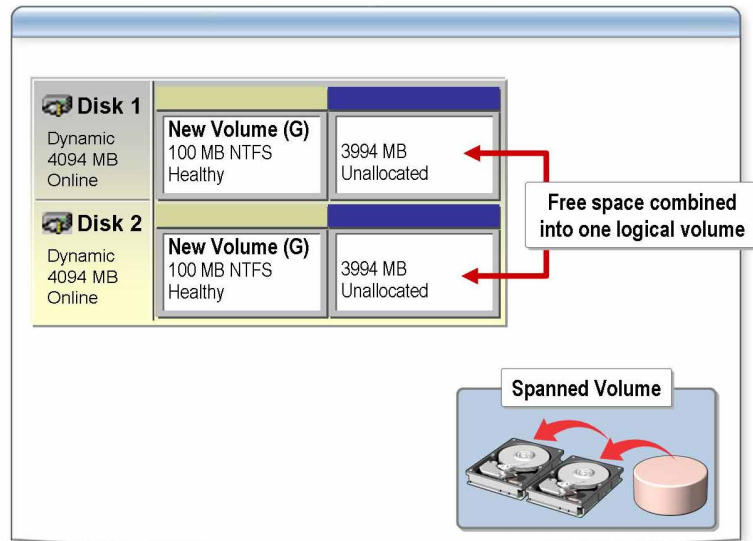 Disk 1
Dynamic
4094 MB
Online
New Volume (G)
100 MB NTFS
Healthy
3994 MB
Unallocated
Disk 2
Dynamic
4094 MB
Online
New Volume (G)
100 MB NTFS
Healthy
3994 MB
Unallocated
Free space combined
into one logical volume
Spanned Volume